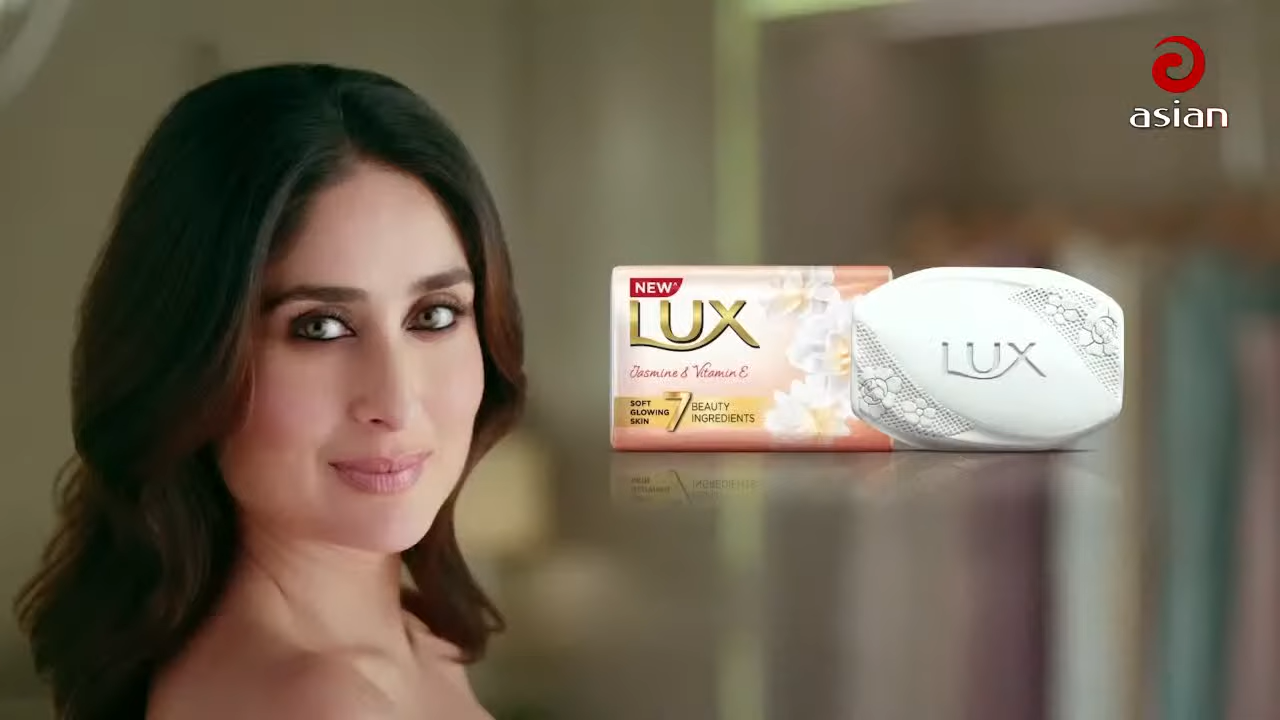 asian
NEW^
LUX
Jasmine & Vitamin E
SOFT
GLOWING
SKIN
7
BEAUTY
INGREDIENTS
LUX